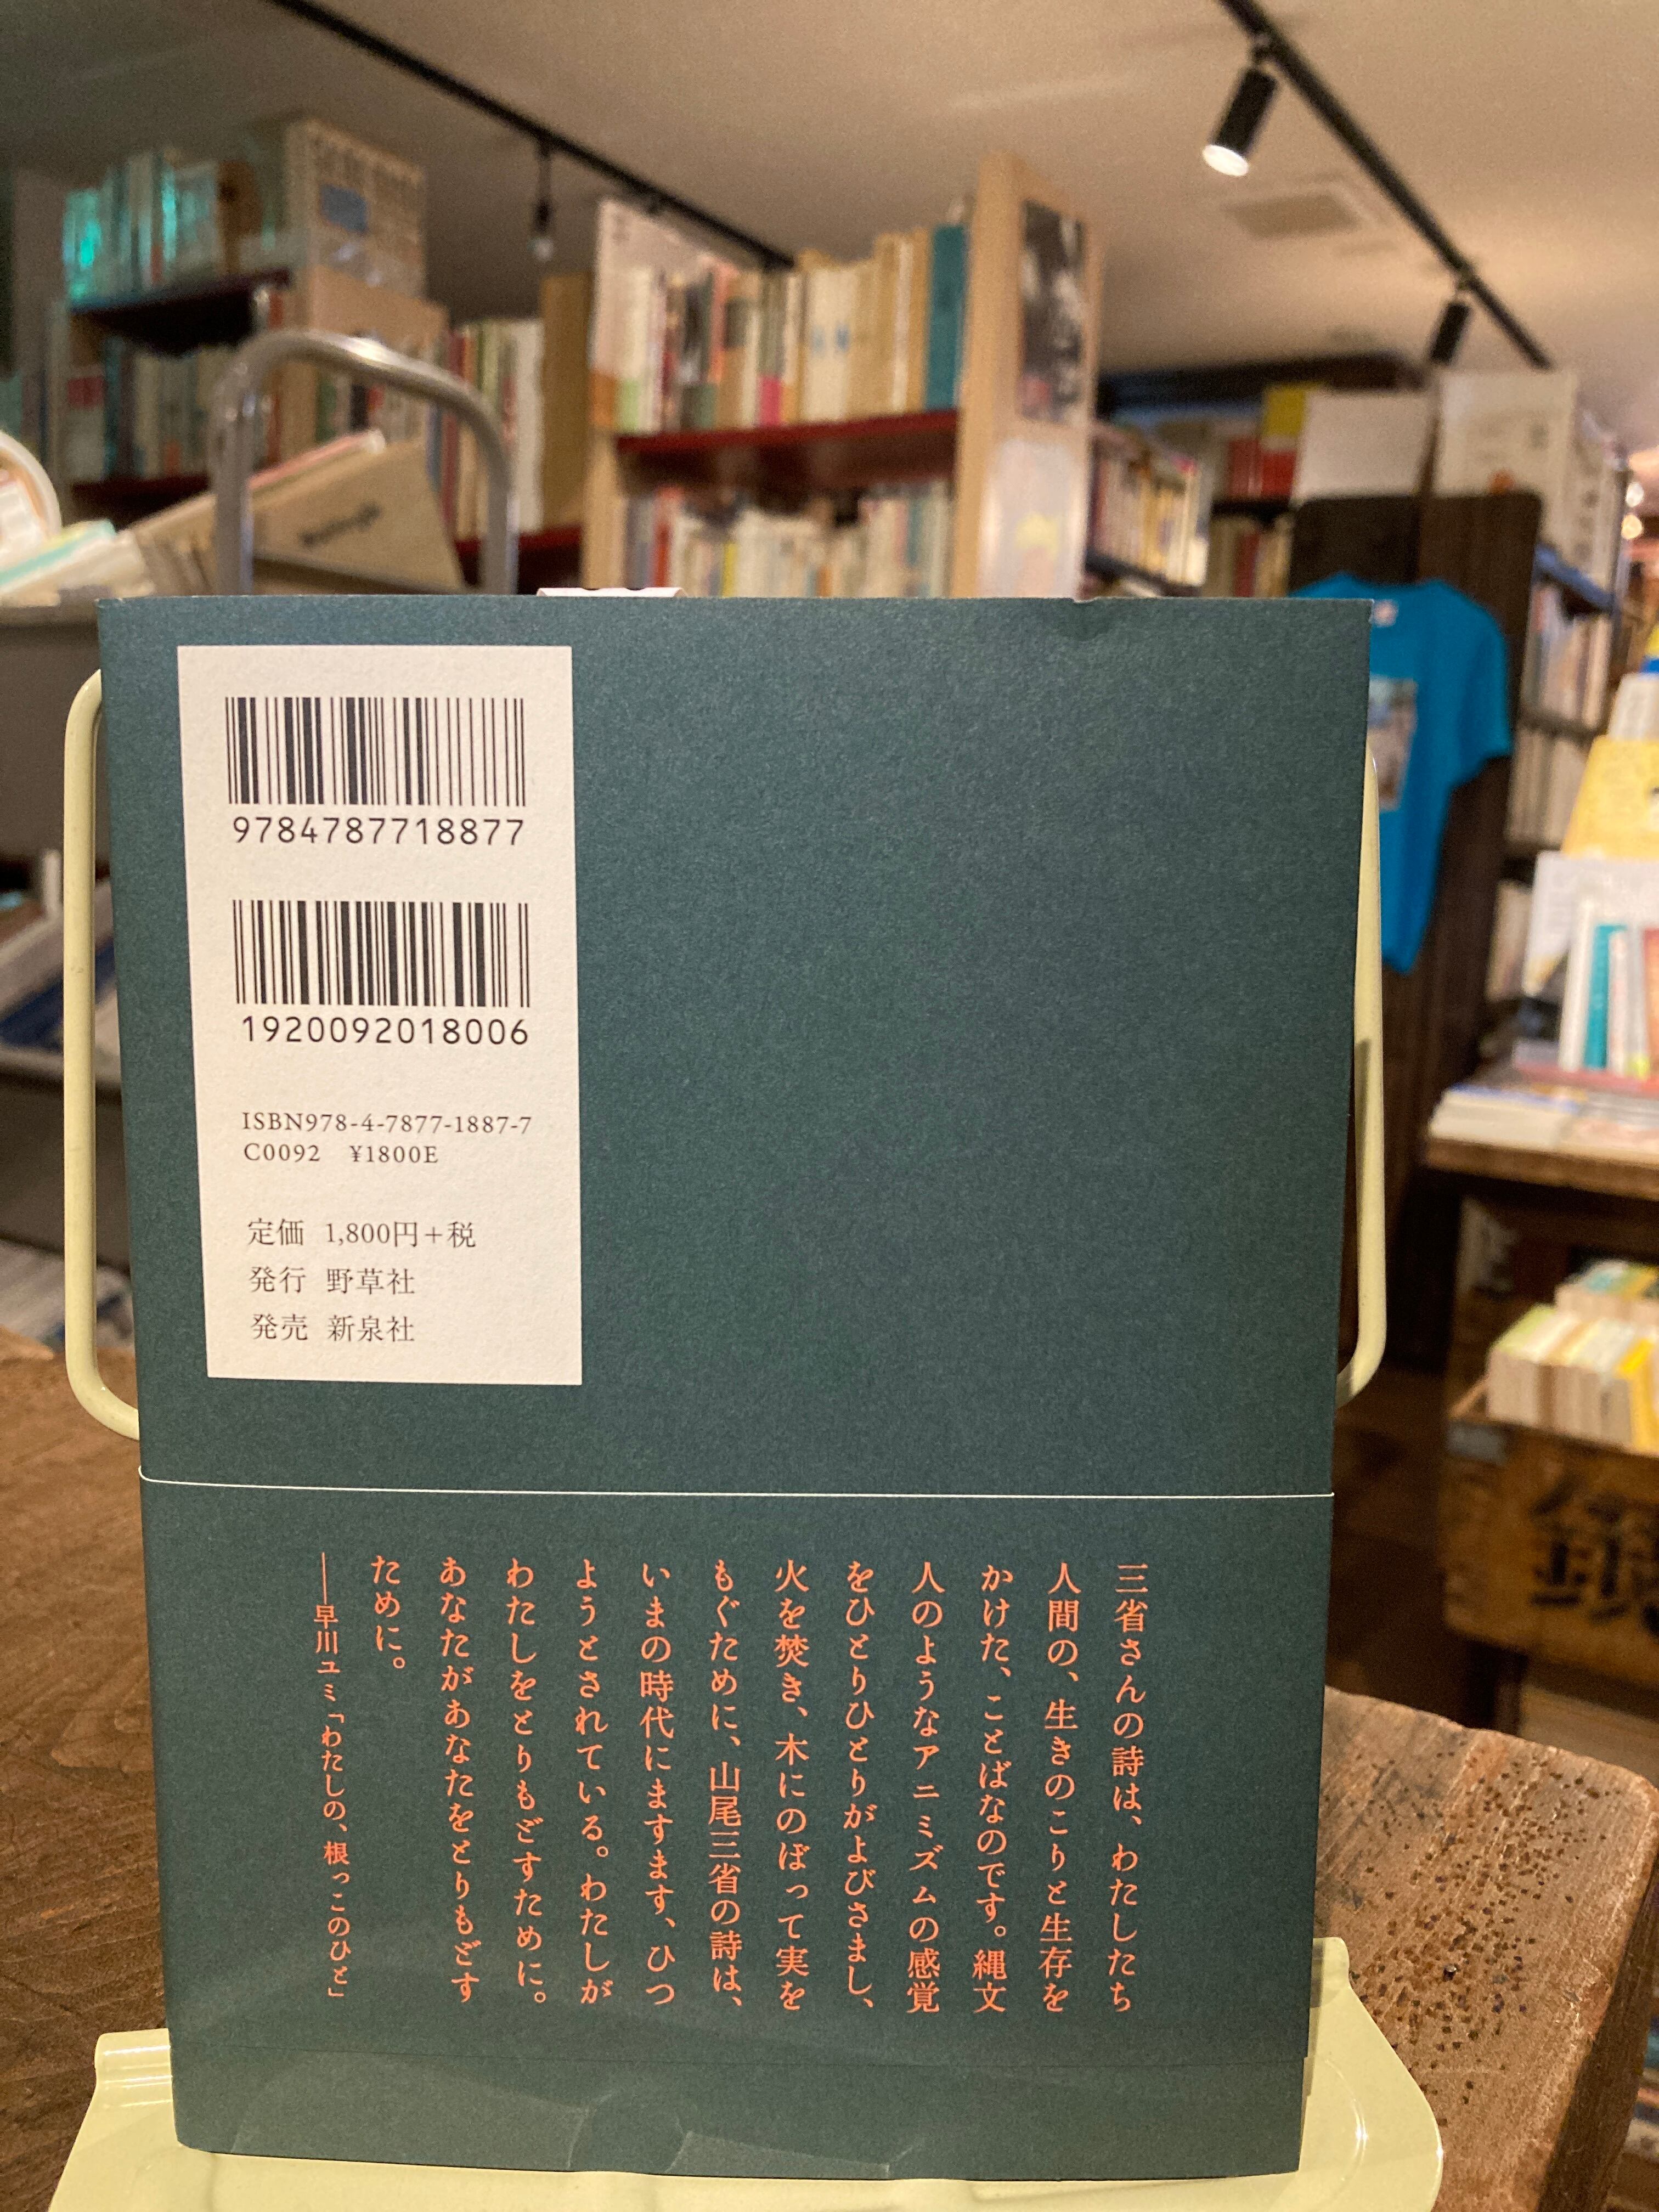 9784787718877
1920092018006
ISBN978-4-7877-1887-7
C0092 ¥1800E
定価 1,800円+税
発行 野草社
発売 新泉社
三省さんの詩は、わたしたち
人間の、生きのこりと生存を
かけた、ことばなのです。縄文
人のようなアニミズムの感覚
をひとりひとりがよびさまし、
火を焚き、木にのぼって実を
もぐために、山尾三省の詩は、
いまの時代にますます、ひつ
ようとされている。わたしが
わたしをとりもどすために。
あなたがあなたをとりもどす
ために。
──早川ユミ「わたしの、根っこのひと」